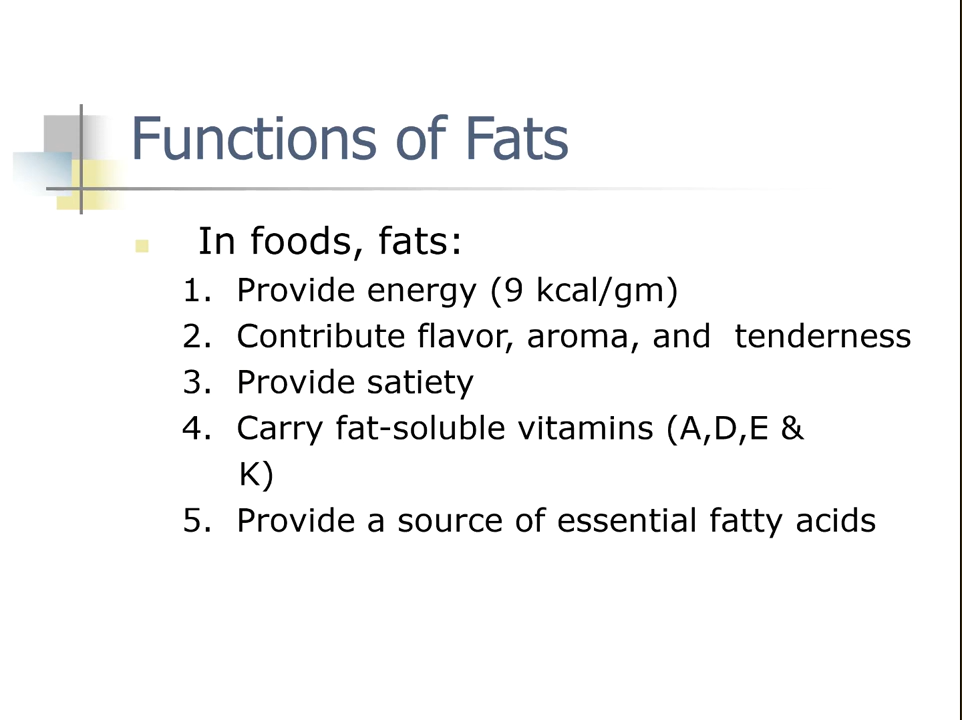 Functions of Fats
In foods, fats:
1. Provide energy (9 kcal/gm)
2. Contribute flavor, aroma, and tenderness
3. Provide satiety
4. Carry fat-soluble vitamins (A,D,E &
K)
5. Provide a source of essential fatty acids